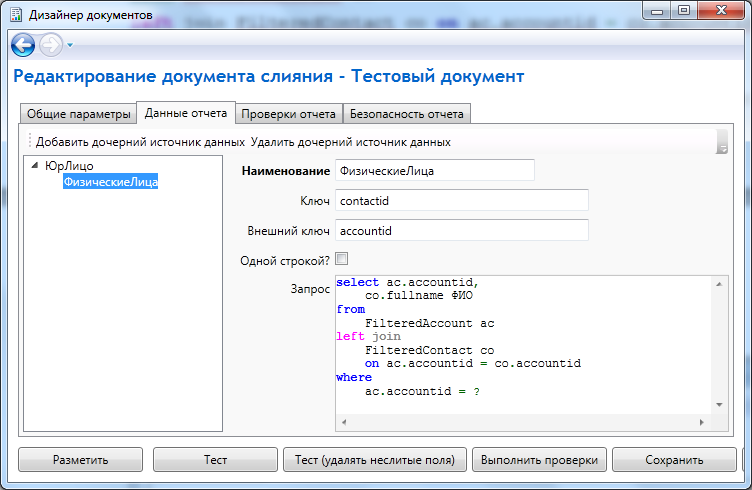 Дизайнер документов
Редактирование документа слияния - Тестовый документ
Общие параметры Данные отчета Проверки отчета Безопасность отчета
Добавить дочерний источник данных Удалить дочерний источник данных
ЮрЛицо
ФизическиеЛица
Наименование ФизическиеЛица
Ключ contactid
Внешний ключ accountid
Одной строкой?
Запрос
select ac.accountid,
co.fullname ФИО
from
FilteredAccount ac
left join
FilteredContact co
on ac.accountid = co.accountid
where
ac.accountid = ?
Разметить Тест Тест (удалять неслитые поля) Выполнить проверки Сохранить